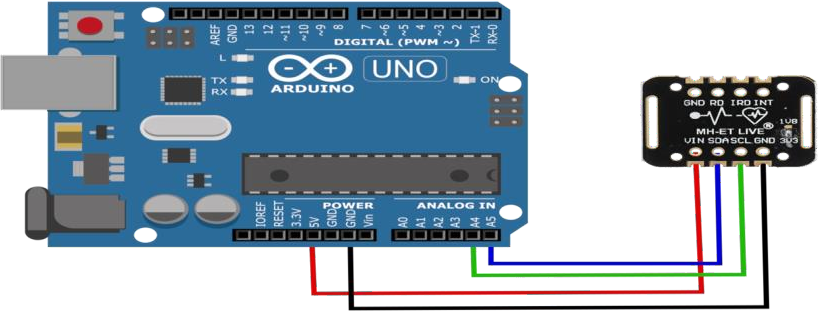 AREF
GND
13
12
~11
~10
~9
8
7
~6
~5
4
~3
2
TX-1
RX-0
DIGITAL (PWM ~)
L
TX
RX
ARDUINO
UNO
ON
POWER
ANALOG IN
IOREF
RESET
3.3V
5V
GND
GND
Vin
A0
A1
A2
A3
A4
A5
GND RD IRD INT
®
1V8
MH-ET LIVE
VIN SDA SCL GND 3V3